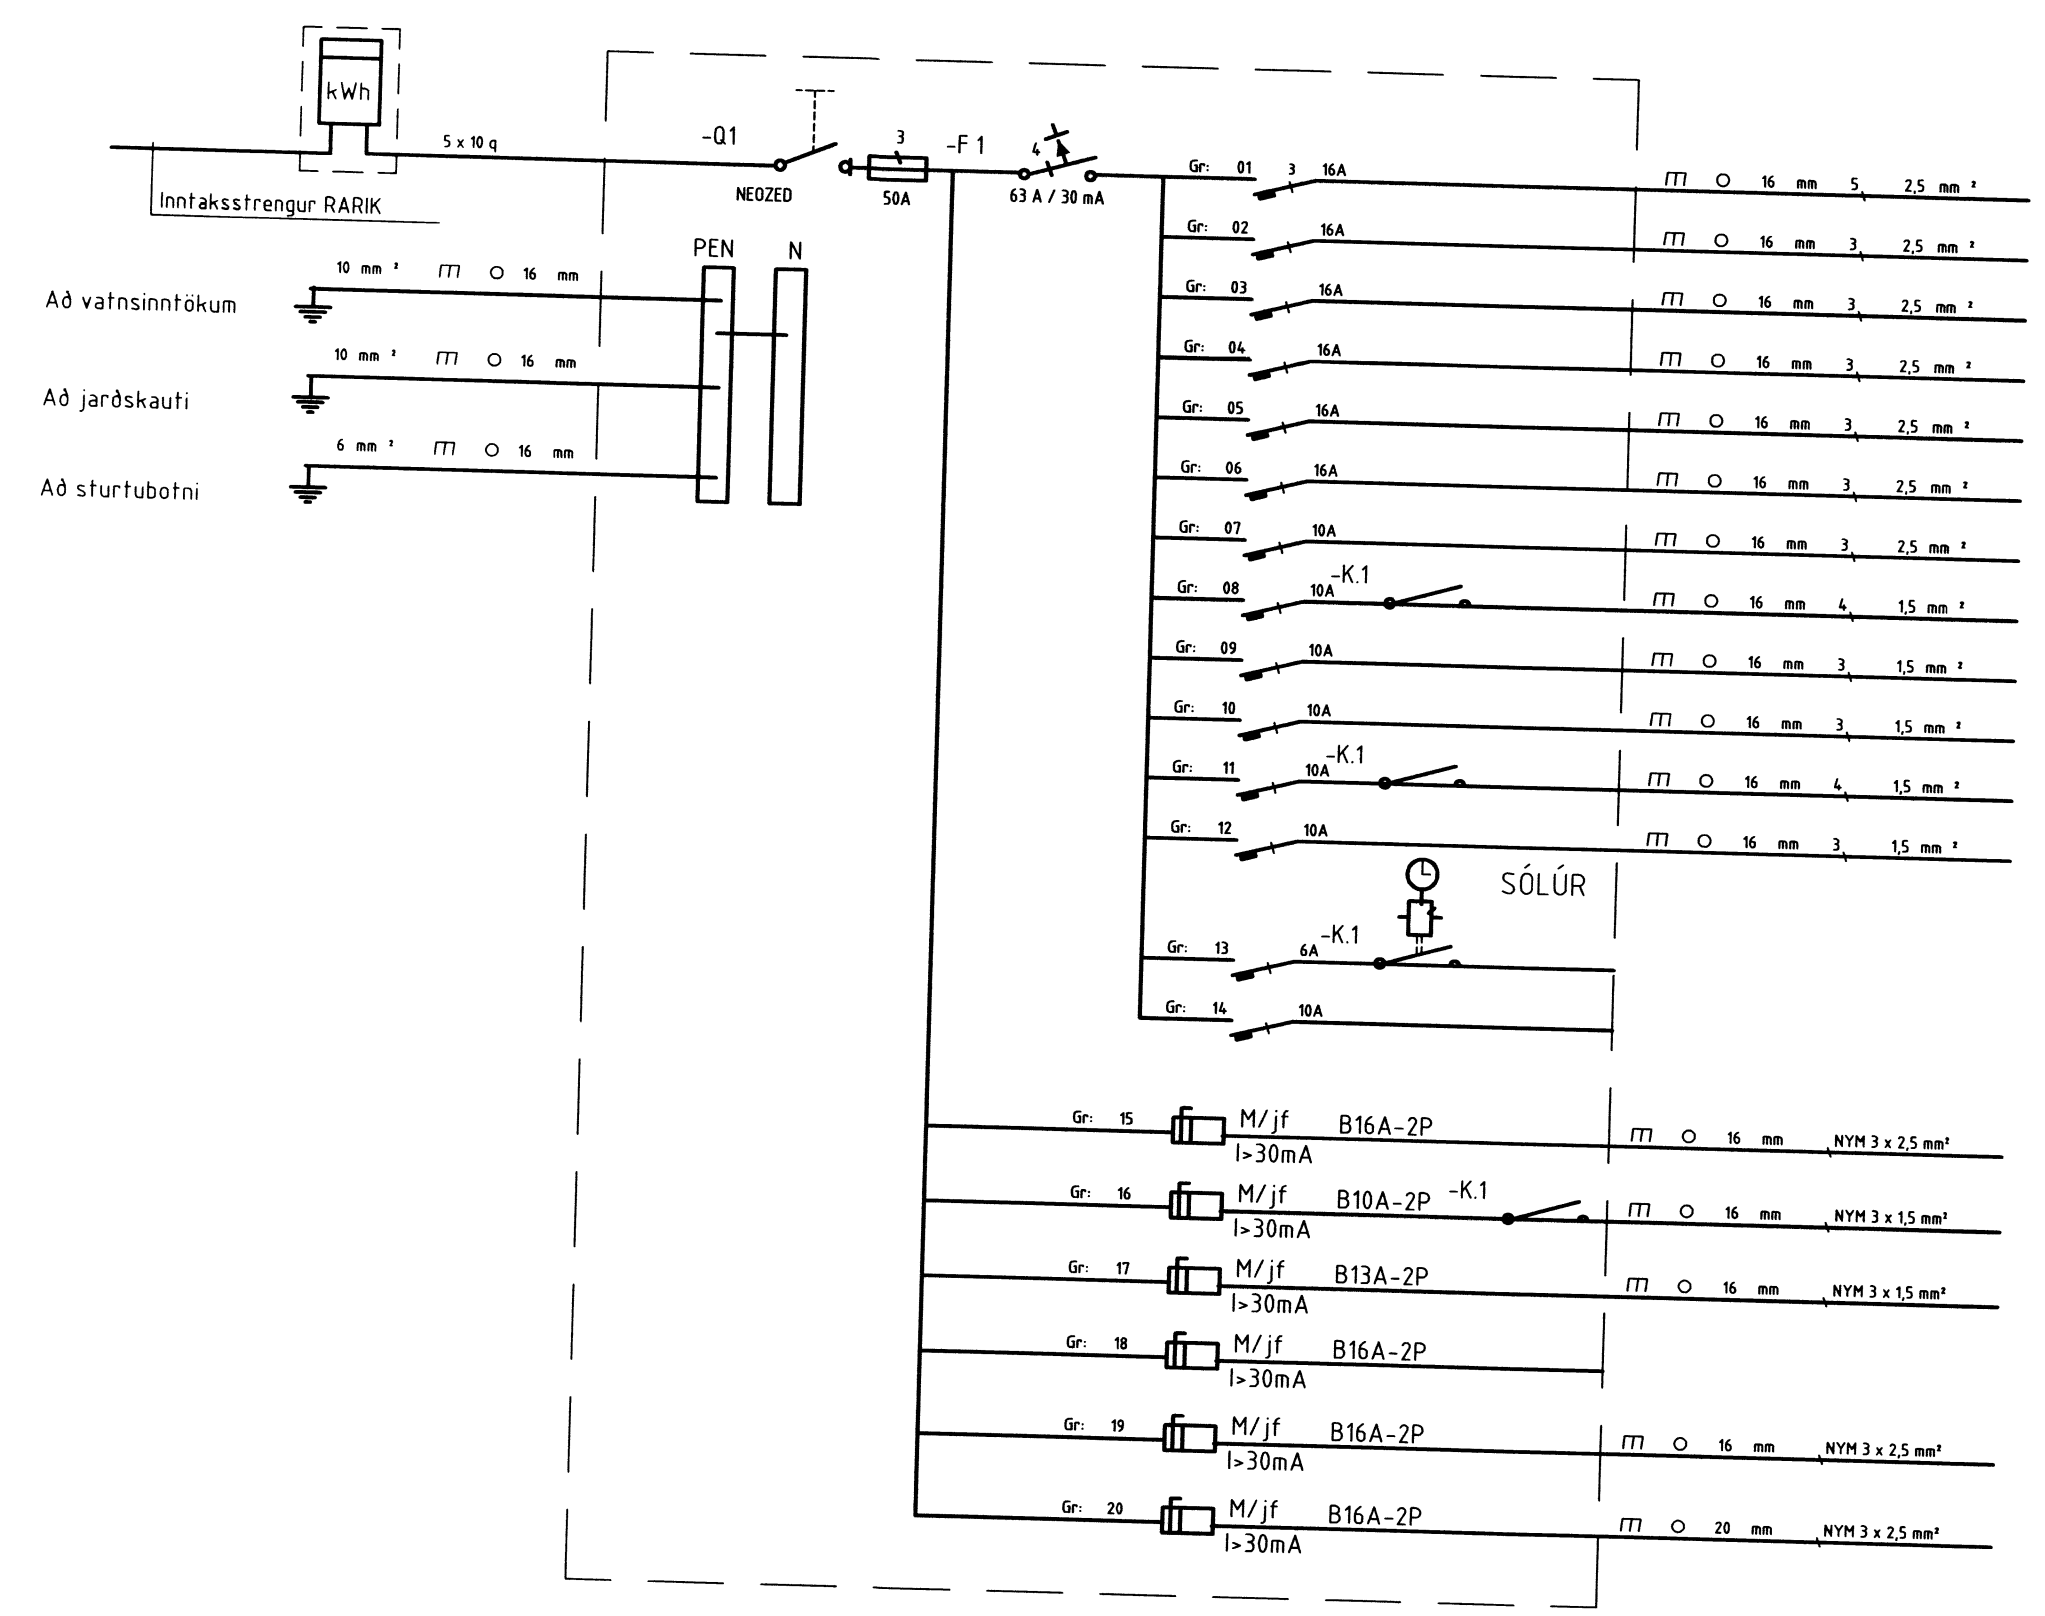 kWh
5 x 10 q
Inntaksstrengur RARIK
-Q1
NEOZED
3
50A
-F 1
4
63 A / 30 mA
PEN
N
10 mm ² m O 16 mm
Að vatnsinntökum
10 mm ² m O 16 mm
Að jarðskauti
6 mm ² m O 16 mm
Að sturtubotni
Gr: 01 3 16A m O 16 mm 5 2,5 mm ²
Gr: 02 16A m O 16 mm 3 2,5 mm ²
Gr: 03 16A m O 16 mm 3 2,5 mm ²
Gr: 04 16A m O 16 mm 3 2,5 mm ²
Gr: 05 16A m O 16 mm 3 2,5 mm ²
Gr: 06 16A m O 16 mm 3 2,5 mm ²
Gr: 07 10A m O 16 mm 3 2,5 mm ²
Gr: 08 10A -K.1 m O 16 mm 4 1,5 mm ²
Gr: 09 10A m O 16 mm 3 1,5 mm ²
Gr: 10 10A m O 16 mm 3 1,5 mm ²
Gr: 11 10A -K.1 m O 16 mm 4 1,5 mm ²
Gr: 12 10A m O 16 mm 3 1,5 mm ²
SÓLÚR
Gr: 13 6A -K.1
Gr: 14 10A
Gr: 15 M/jf B16A-2P m O 16 mm NYM 3 x 2,5 mm²
I>30mA
Gr: 16 M/jf B10A-2P -K.1 m O 16 mm NYM 3 x 1,5 mm²
I>30mA
Gr: 17 M/jf B13A-2P m O 16 mm NYM 3 x 1,5 mm²
I>30mA
Gr: 18 M/jf B16A-2P
I>30mA
Gr: 19 M/jf B16A-2P m O 16 mm NYM 3 x 2,5 mm²
I>30mA
Gr: 20 M/jf B16A-2P m O 20 mm NYM 3 x 2,5 mm²
I>30mA